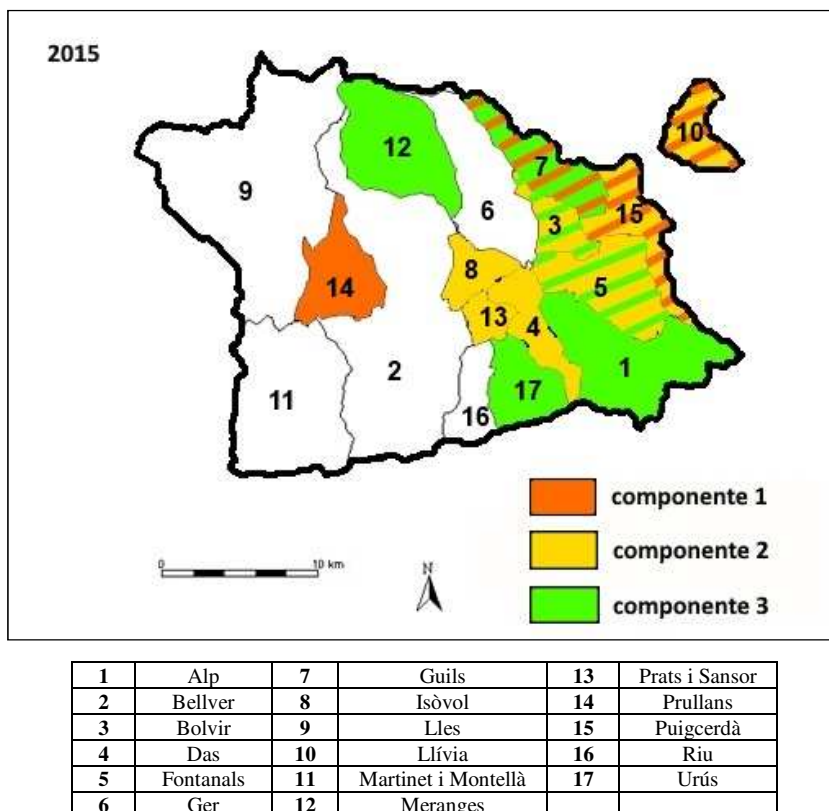 2015
10
12
7
9
6
3
15
8
5
14
13
4
2
1
11
17
16
componente 1
componente 2
componente 3
0 10 km
N
1 Alp 7 Guils 13 Prats i Sansor
2 Bellver 8 Isòvol 14 Prullans
3 Bolvir 9 Lles 15 Puigcerdà
4 Das 10 Llívia 16 Riu
5 Fontanals 11 Martinet i Montellà 17 Urús
6 Ger 12 Meranges